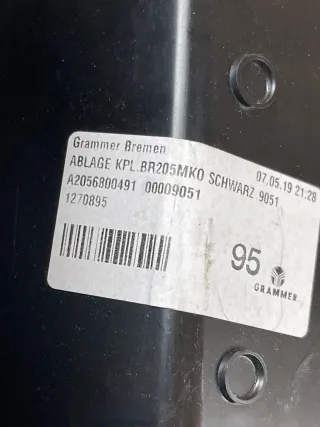 Grammer Bremen 07.05.19 21:28
ABLAGE KPL.BR205MKO SCHWARZ 9051
A2056800491 00009051
1270895
95
GRAMMER